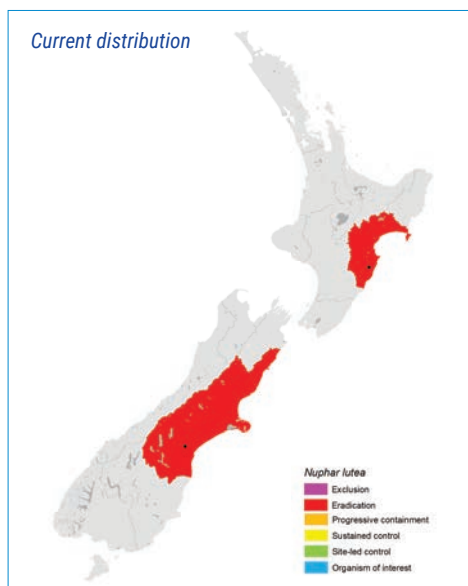 Current distribution
Nuphar lutea
Exclusion
Eradication
Progressive containment
Sustained control
Site-led control
Organism of interest